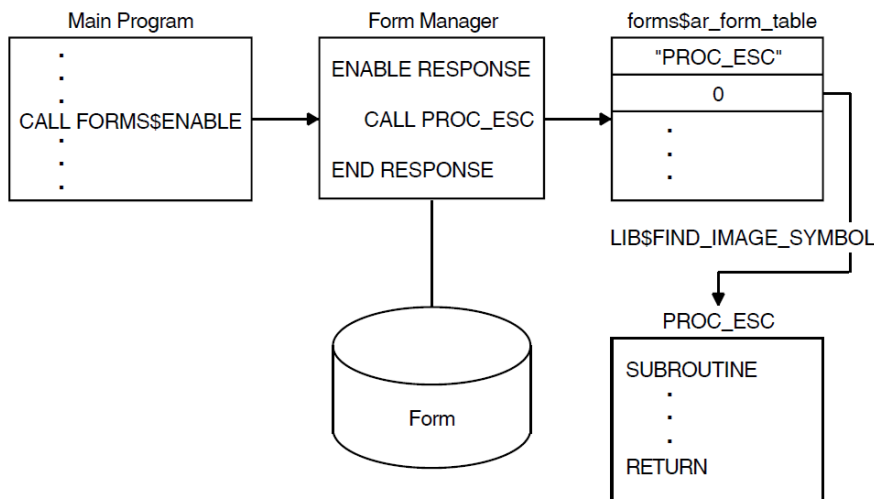 Main Program
CALL FORMS$ENABLE
Form Manager
ENABLE RESPONSE
CALL PROC_ESC
END RESPONSE
forms$ar_form_table
"PROC_ESC"
0
LIB$FIND_IMAGE_SYMBOL
PROC_ESC
SUBROUTINE
RETURN
Form